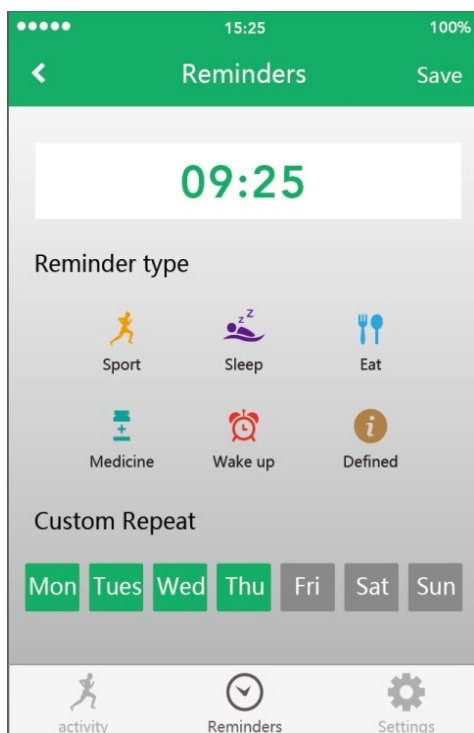 15:25 100%
Reminders Save
09:25
Reminder type
Sport Sleep Eat
Medicine Wake up Defined
Custom Repeat
Mon Tues Wed Thu Fri Sat Sun
activity Reminders Settings